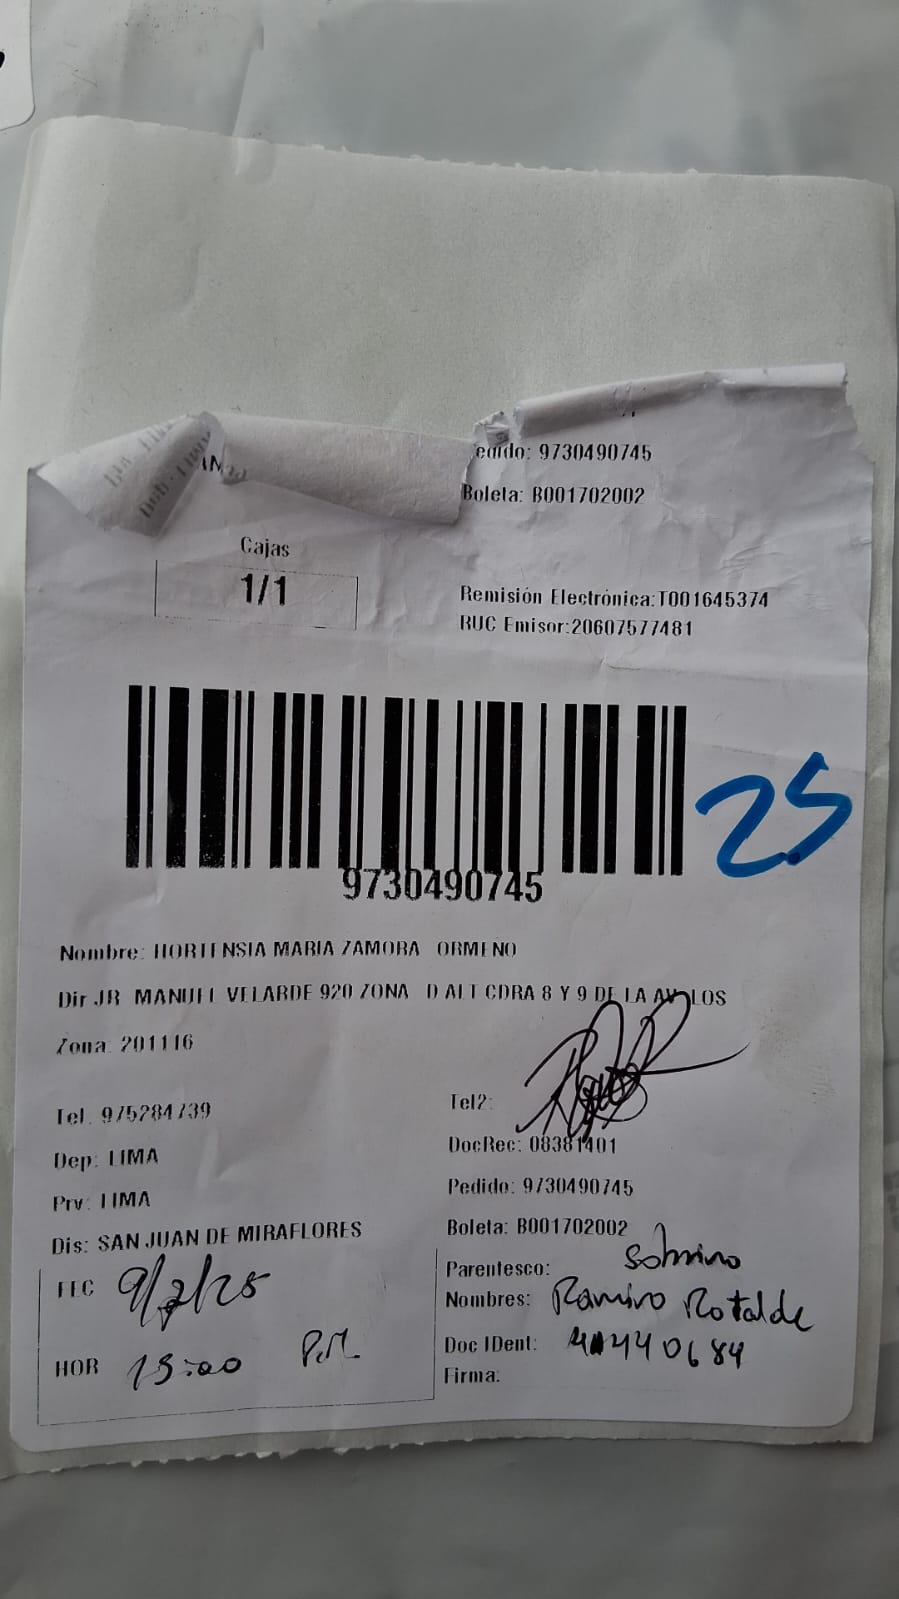 Pedido: 9730490745
Boleta: B001702002
Cajas
1/1
Remisión Electrónica:T001645374
RUC Emisor:20607577481
25
9730490745
Nombre: HORTENSIA MARIA ZAMORA ORMEÑO
Dir JR MANUEL VELARDE 920 ZONA D ALT CDRA 8 Y 9 DE LA AV LOS
Zona: 201116
Tel. 975284739
Tel2:
DocRec: 08381401
Dep: LIMA
Pedido: 9730490745
Prv: LIMA
Boleta: B001702002
Dis: SAN JUAN DE MIRAFLORES
Parentesco: Sobrino
FEC 9/7/25
Nombres: Ramiro Rotalde
Doc IDent: 40440684
HOR 15:00 P.M.
Firma: